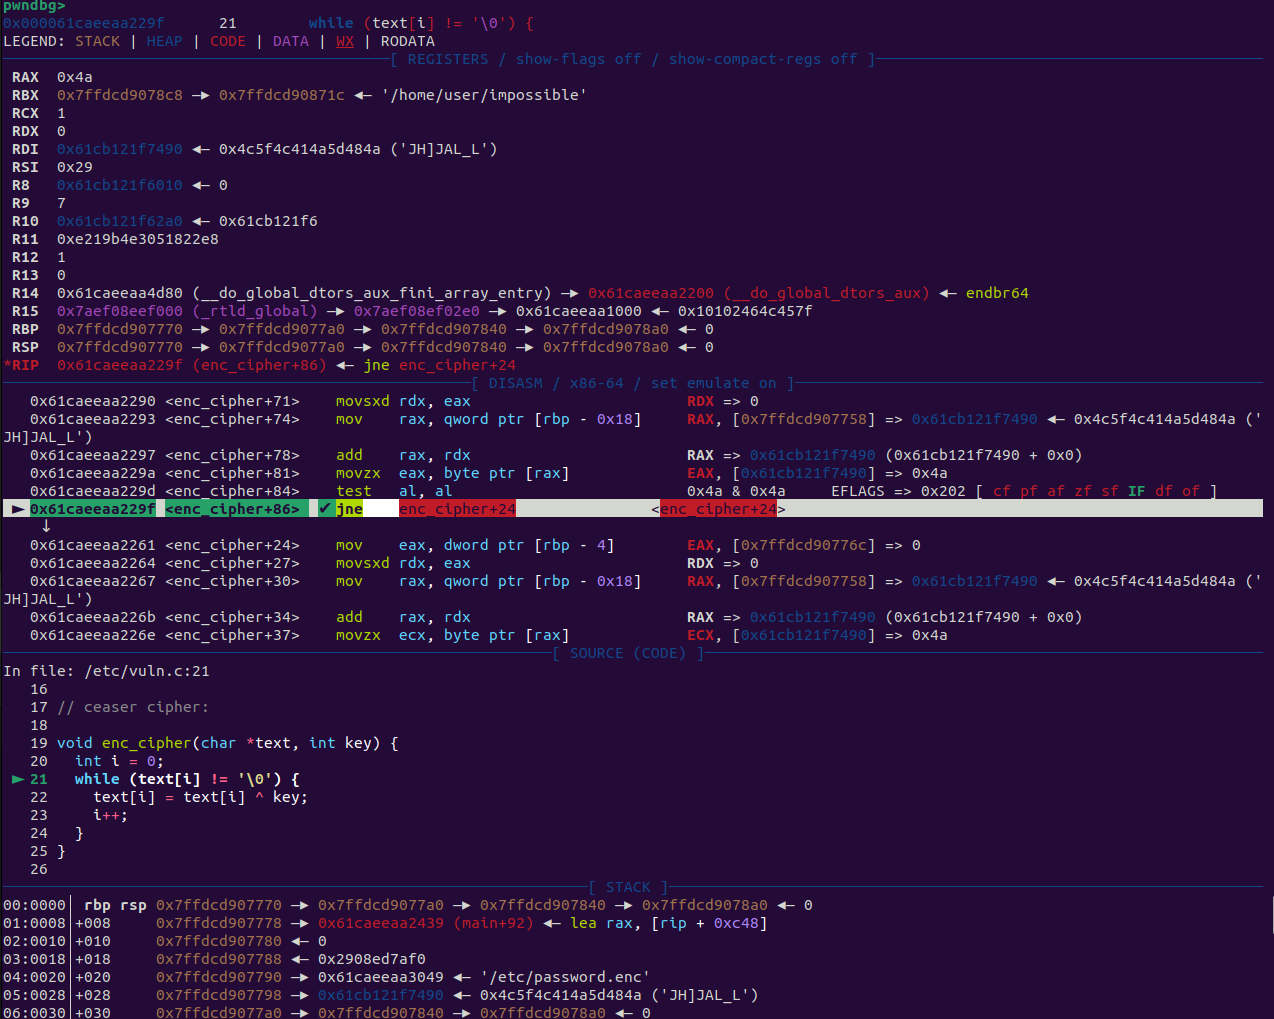 pwndbg>
0x000061caeeaa229f      21        while (text[i] != '\0') {
LEGEND: STACK | HEAP | CODE | DATA | WX | RODATA
[ REGISTERS / show-flags off / show-compact-regs off ]
RAX  0x4a
RBX  0x7ffdcd9078c8 —▸ 0x7ffdcd90871c ◂— '/home/user/impossible'
RCX  1
RDX  0
RDI  0x61cb121f7490 ◂— 0x4c5f4c414a5d484a ('JH]JAL_L')
RSI  0x29
R8   0x61cb121f6010 ◂— 0
R9   7
R10  0x61cb121f62a0 ◂— 0x61cb121f6
R11  0xe219b4e3051822e8
R12  1
R13  0
R14  0x61caeeaa4d80 (__do_global_dtors_aux_fini_array_entry) —▸ 0x61caeeaa2200 (__do_global_dtors_aux) ◂— endbr64
R15  0x7aef08eef000 (_rtld_global) —▸ 0x7aef08ef02e0 —▸ 0x61caeeaa1000 ◂— 0x10102464c457f
RBP  0x7ffdcd907770 —▸ 0x7ffdcd9077a0 —▸ 0x7ffdcd907840 —▸ 0x7ffdcd9078a0 ◂— 0
RSP  0x7ffdcd907770 —▸ 0x7ffdcd9077a0 —▸ 0x7ffdcd907840 —▸ 0x7ffdcd9078a0 ◂— 0
*RIP  0x61caeeaa229f (enc_cipher+86) ◂— jne enc_cipher+24
[ DISASM / x86-64 / set emulate on ]
0x61caeeaa2290 <enc_cipher+71>    movsxd rdx, eax                        RDX => 0
0x61caeeaa2293 <enc_cipher+74>    mov    rax, qword ptr [rbp - 0x18]     RAX, [0x7ffdcd907758] => 0x61cb121f7490 ◂— 0x4c5f4c414a5d484a ('
JH]JAL_L')
0x61caeeaa2297 <enc_cipher+78>    add    rax, rdx                        RAX => 0x61cb121f7490 (0x61cb121f7490 + 0x0)
0x61caeeaa229a <enc_cipher+81>    movzx  eax, byte ptr [rax]             EAX, [0x61cb121f7490] => 0x4a
0x61caeeaa229d <enc_cipher+84>    test   al, al                          0x4a & 0x4a     EFLAGS => 0x202 [ cf pf af zf sf IF df of ]
► 0x61caeeaa229f <enc_cipher+86>  ✔ jne    enc_cipher+24               <enc_cipher+24>
↓
0x61caeeaa2261 <enc_cipher+24>    mov    eax, dword ptr [rbp - 4]        EAX, [0x7ffdcd90776c] => 0
0x61caeeaa2264 <enc_cipher+27>    movsxd rdx, eax                        RDX => 0
0x61caeeaa2267 <enc_cipher+30>    mov    rax, qword ptr [rbp - 0x18]     RAX, [0x7ffdcd907758] => 0x61cb121f7490 ◂— 0x4c5f4c414a5d484a ('
JH]JAL_L')
0x61caeeaa226b <enc_cipher+34>    add    rax, rdx                        RAX => 0x61cb121f7490 (0x61cb121f7490 + 0x0)
0x61caeeaa226e <enc_cipher+37>    movzx  ecx, byte ptr [rax]             ECX, [0x61cb121f7490] => 0x4a
[ SOURCE (CODE) ]
In file: /etc/vuln.c:21
16
17 // ceaser cipher:
18
19 void enc_cipher(char *text, int key) {
20   int i = 0;
► 21   while (text[i] != '\0') {
22     text[i] = text[i] ^ key;
23     i++;
24   }
25 }
26
[ STACK ]
00:0000│ rbp rsp 0x7ffdcd907770 —▸ 0x7ffdcd9077a0 —▸ 0x7ffdcd907840 —▸ 0x7ffdcd9078a0 ◂— 0
01:0008│+008     0x7ffdcd907778 —▸ 0x61caeeaa2439 (main+92) ◂— lea rax, [rip + 0xc48]
02:0010│+010     0x7ffdcd907780 ◂— 0
03:0018│+018     0x7ffdcd907788 ◂— 0x2908ed7af0
04:0020│+020     0x7ffdcd907790 —▸ 0x61caeeaa3049 ◂— '/etc/password.enc'
05:0028│+028     0x7ffdcd907798 —▸ 0x61cb121f7490 ◂— 0x4c5f4c414a5d484a ('JH]JAL_L')
06:0030│+030     0x7ffdcd9077a0 —▸ 0x7ffdcd907840 —▸ 0x7ffdcd9078a0 ◂— 0